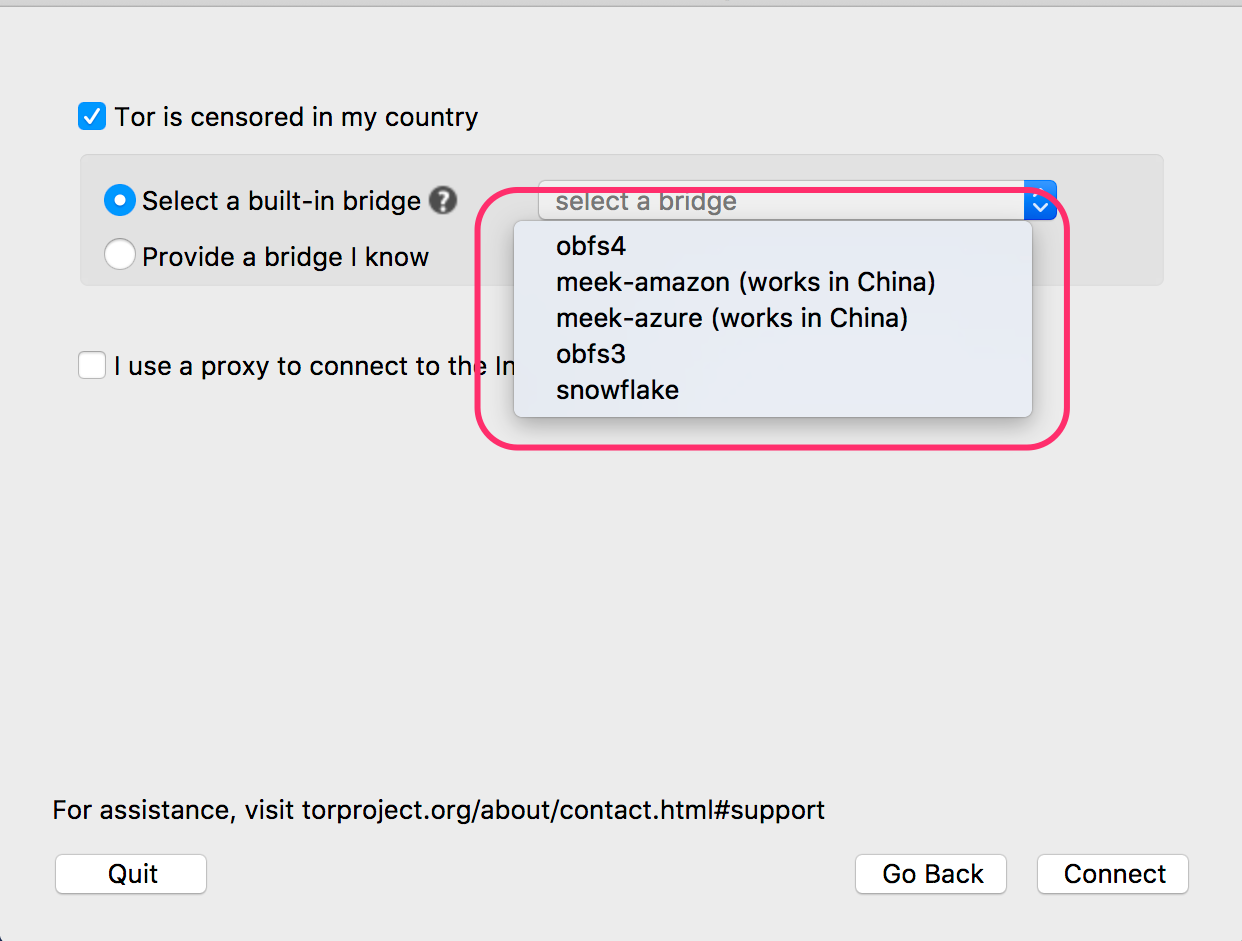 Tor is censored in my country
Select a built-in bridge ?
select a bridge
Provide a bridge I know
obfs4
meek-amazon (works in China)
meek-azure (works in China)
obfs3
snowflake
I use a proxy to connect to the In
For assistance, visit torproject.org/about/contact.html#support
Quit
Go Back
Connect